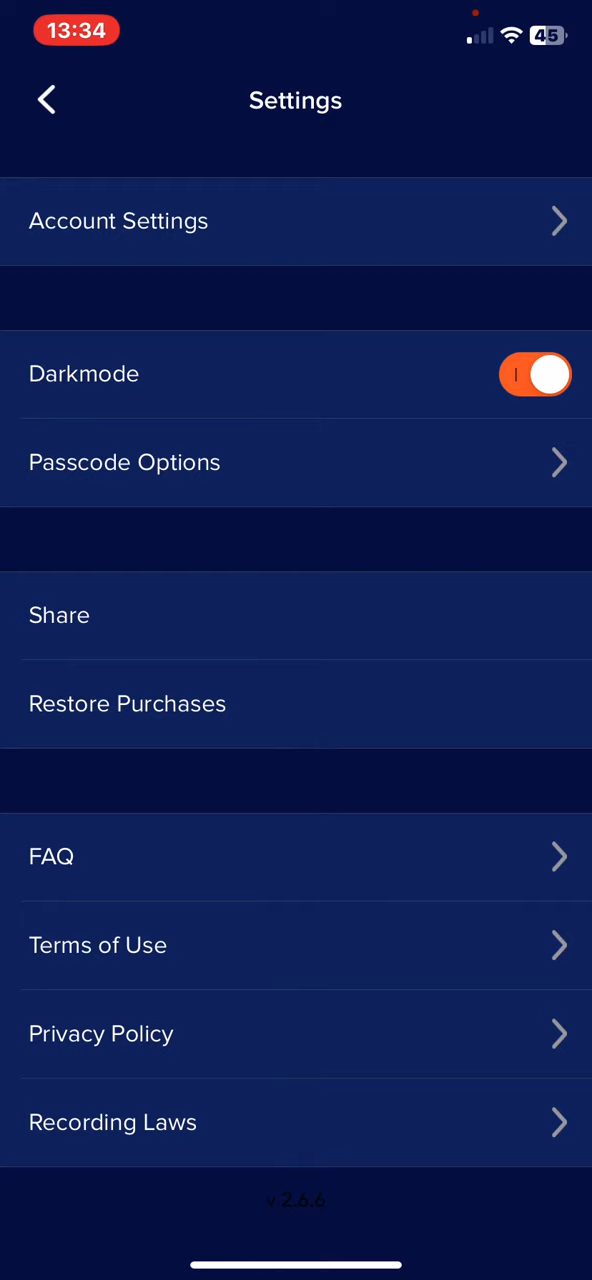 13:34
45
Settings
Account Settings
Darkmode
Passcode Options
Share
Restore Purchases
FAQ
Terms of Use
Privacy Policy
Recording Laws
v 2.6.6